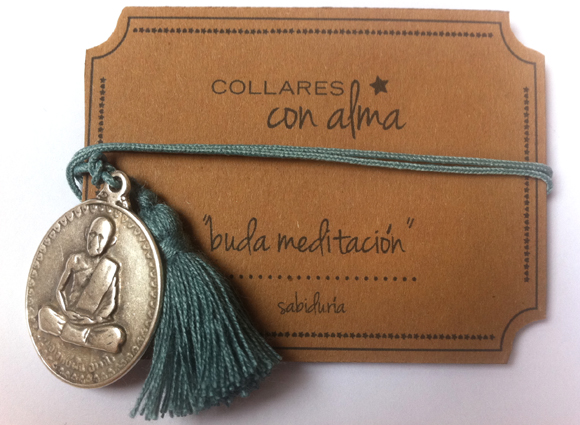 COLLARES
con alma
"buda meditación"
sabiduría